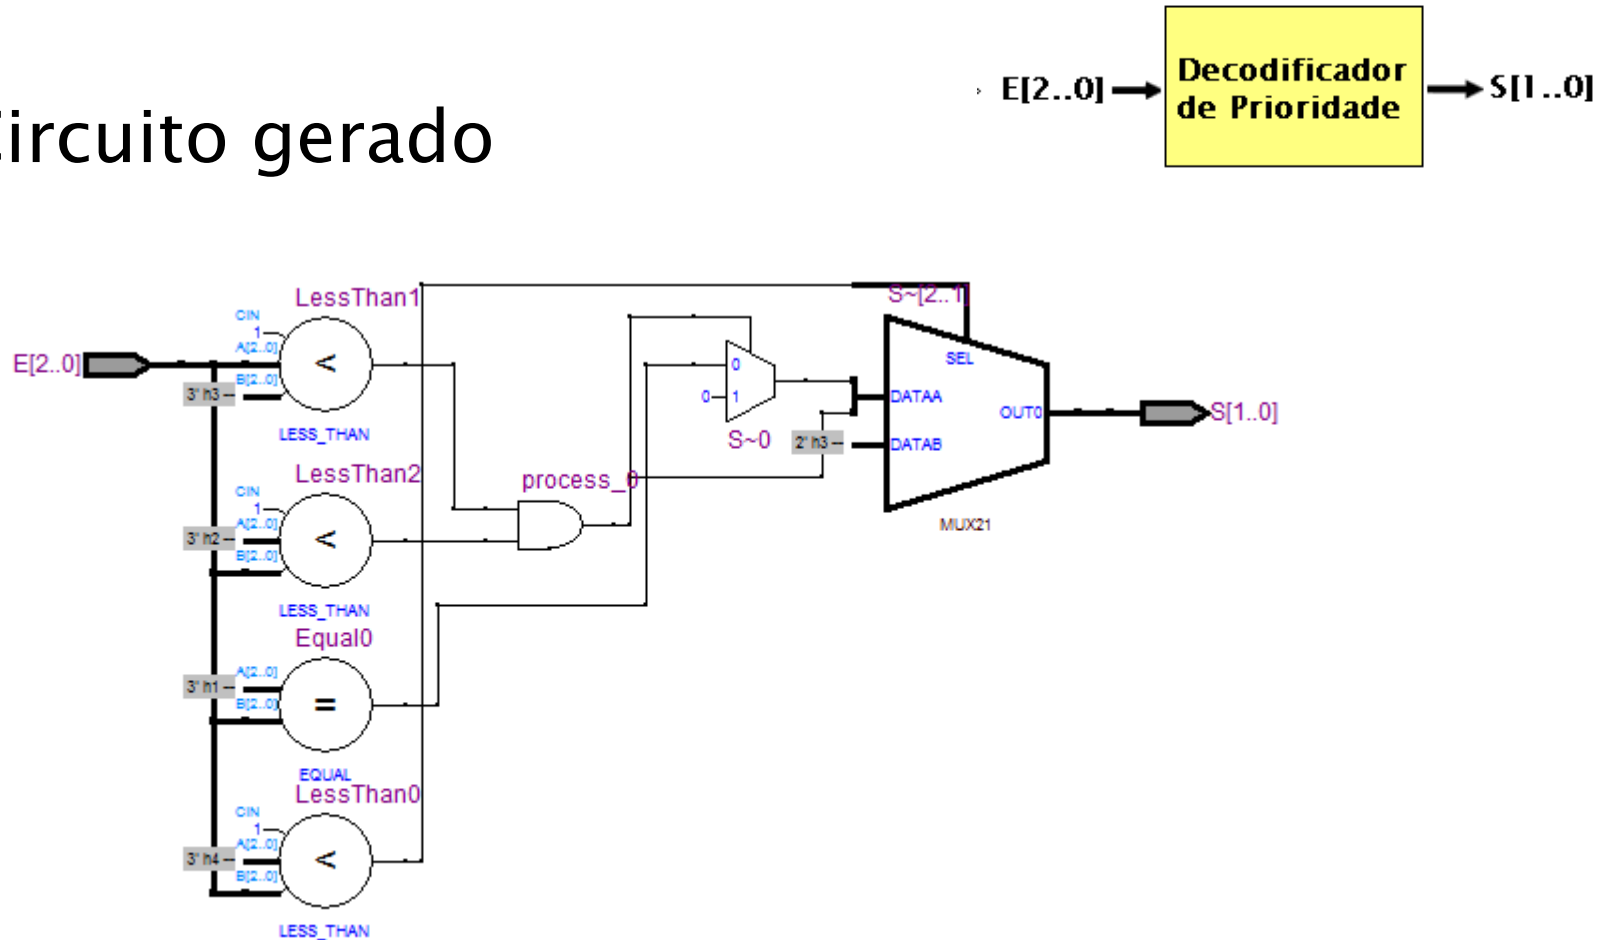 E[2..0]
Decodificador
de Prioridade
S[1..0]
ircuito gerado
LessThan1
CIN
1
A[2..0]
B[2..0]
3' h3
<
LESS_THAN
E[2..0]
LessThan2
CIN
1
A[2..0]
3' h2
B[2..0]
<
LESS_THAN
Equal0
A[2..0]
3' h1
B[2..0]
=
EQUAL
LessThan0
CIN
1
A[2..0]
3' h4
B[2..0]
<
LESS_THAN
process_0
0
0
1
S~0
S~[2..1]
SEL
DATAA
2' h3
DATAB
OUT0
MUX21
S[1..0]